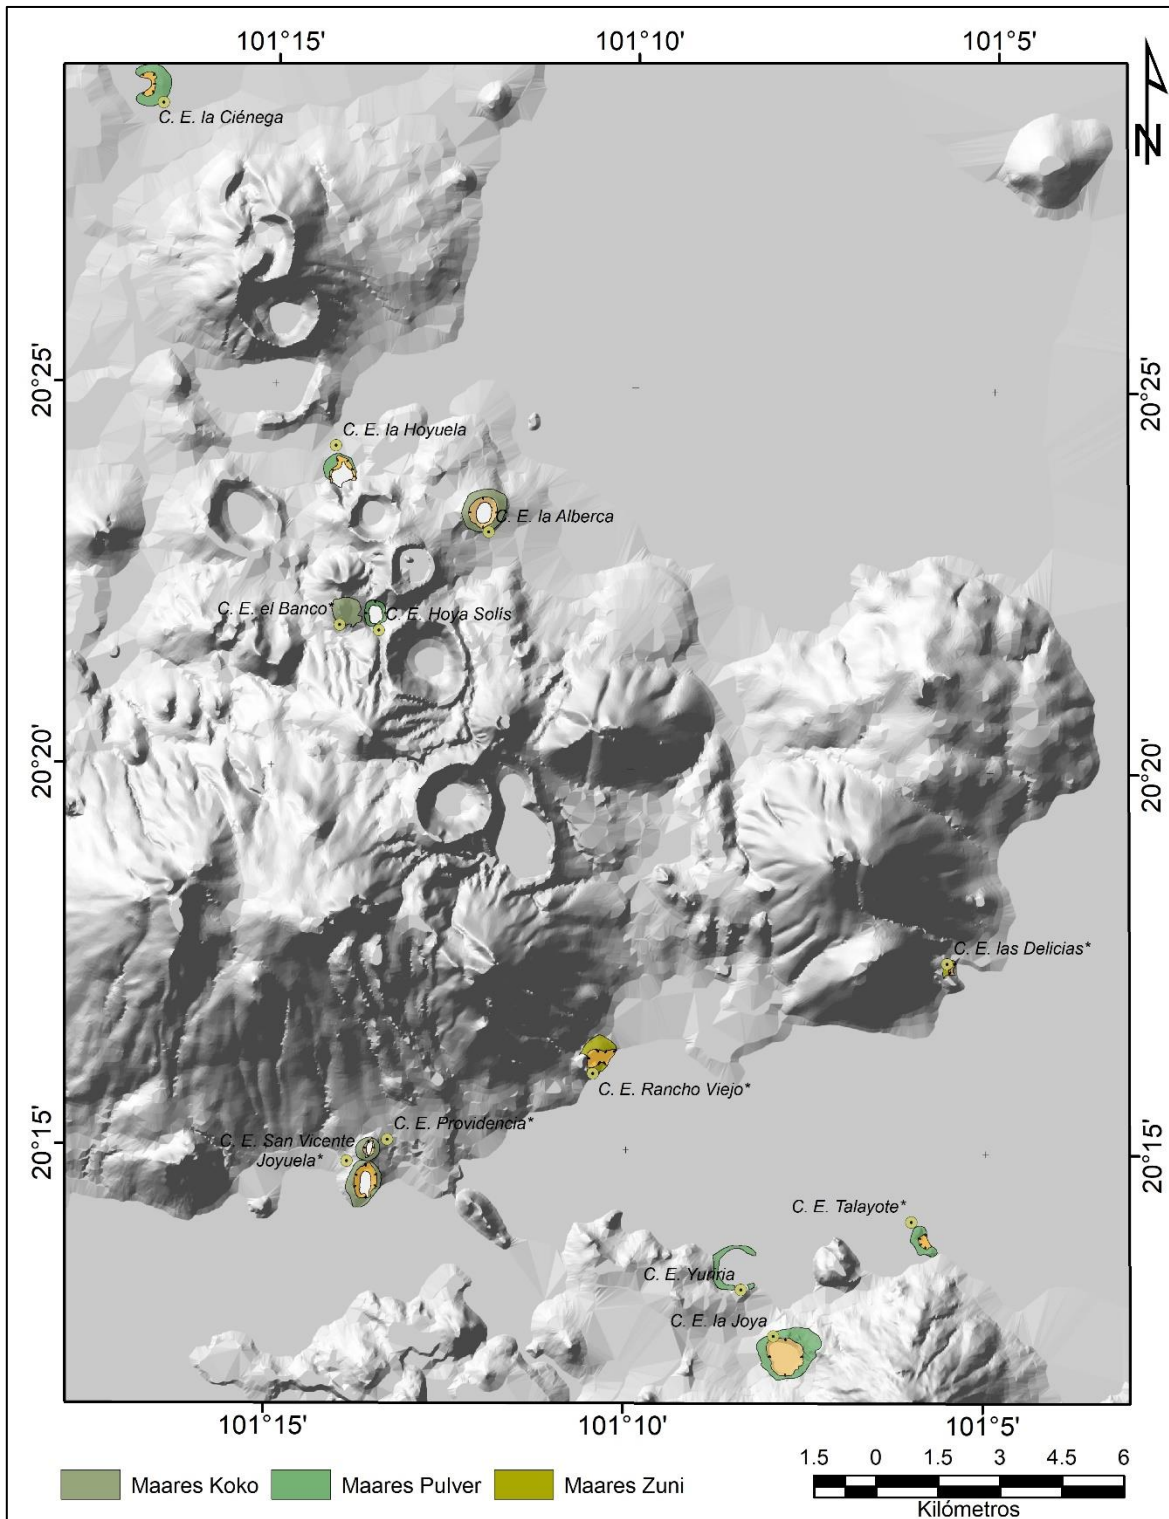 101°15' 101°10' 101°5'
N
C. E. la Ciénega
20°25' 20°25'
C. E. la Hoyuela
C. E. la Alberca
C. E. el Banco* C. E. Hoya Solís
20°20' 20°20'
C. E. las Delicias*
C. E. Rancho Viejo*
C. E. Providencia*
20°15' 20°15'
C. E. San Vicente
Joyuela*
C. E. Talayote*
C. E. Yuriria
C. E. la Joya
101°15' 101°10' 101°5'
Maares Koko Maares Pulver Maares Zuni
1.5 0 1.5 3 4.5 6
Kilómetros